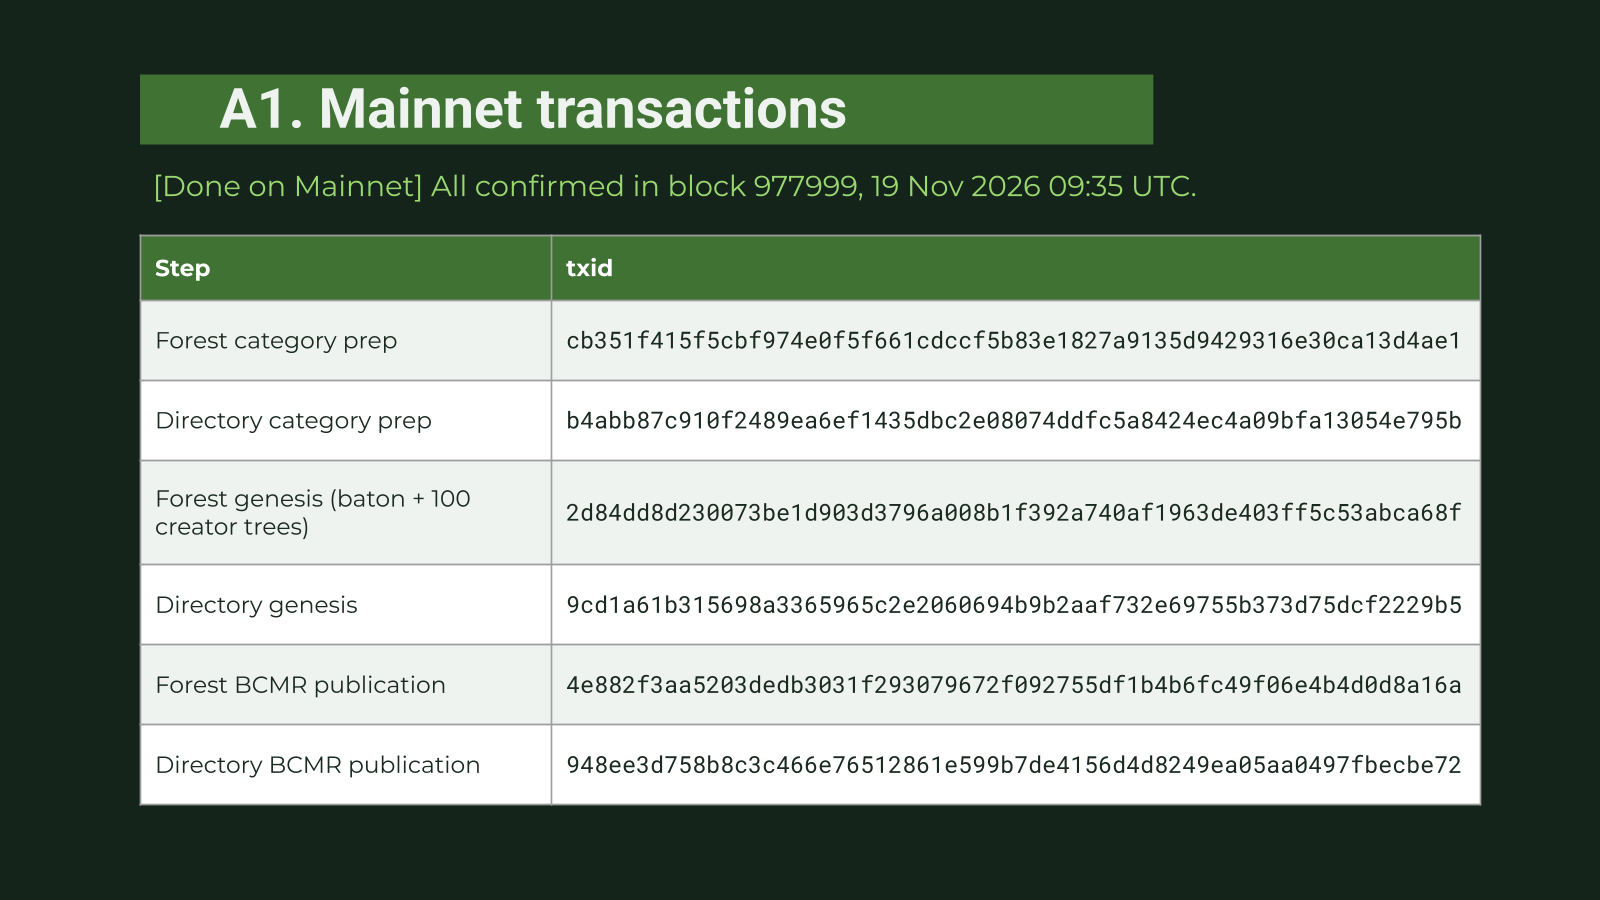 A1. Mainnet transactions
[Done on Mainnet] All confirmed in block 977999, 19 Nov 2026 09:35 UTC.
Step txid
Forest category prep cb351f415f5cbf974e0f5f661cdccf5b83e1827a9135d9429316e30ca13d4ae1
Directory category prep b4abb87c910f2489ea6ef1435dbc2e08074ddfc5a8424ec4a09bfa13054e795b
Forest genesis (baton + 100
creator trees) 2d84dd8d230073be1d903d3796a008b1f392a740af1963de403ff5c53abca68f
Directory genesis 9cd1a61b315698a3365965c2e2060694b9b2aaf732e69755b373d75dcf2229b5
Forest BCMR publication 4e882f3aa5203dedb3031f293079672f092755df1b4b6fc49f06e4b4d0d8a16a
Directory BCMR publication 948ee3d758b8c3c466e76512861e599b7de4156d4d8249ea05aa0497fbecbe72